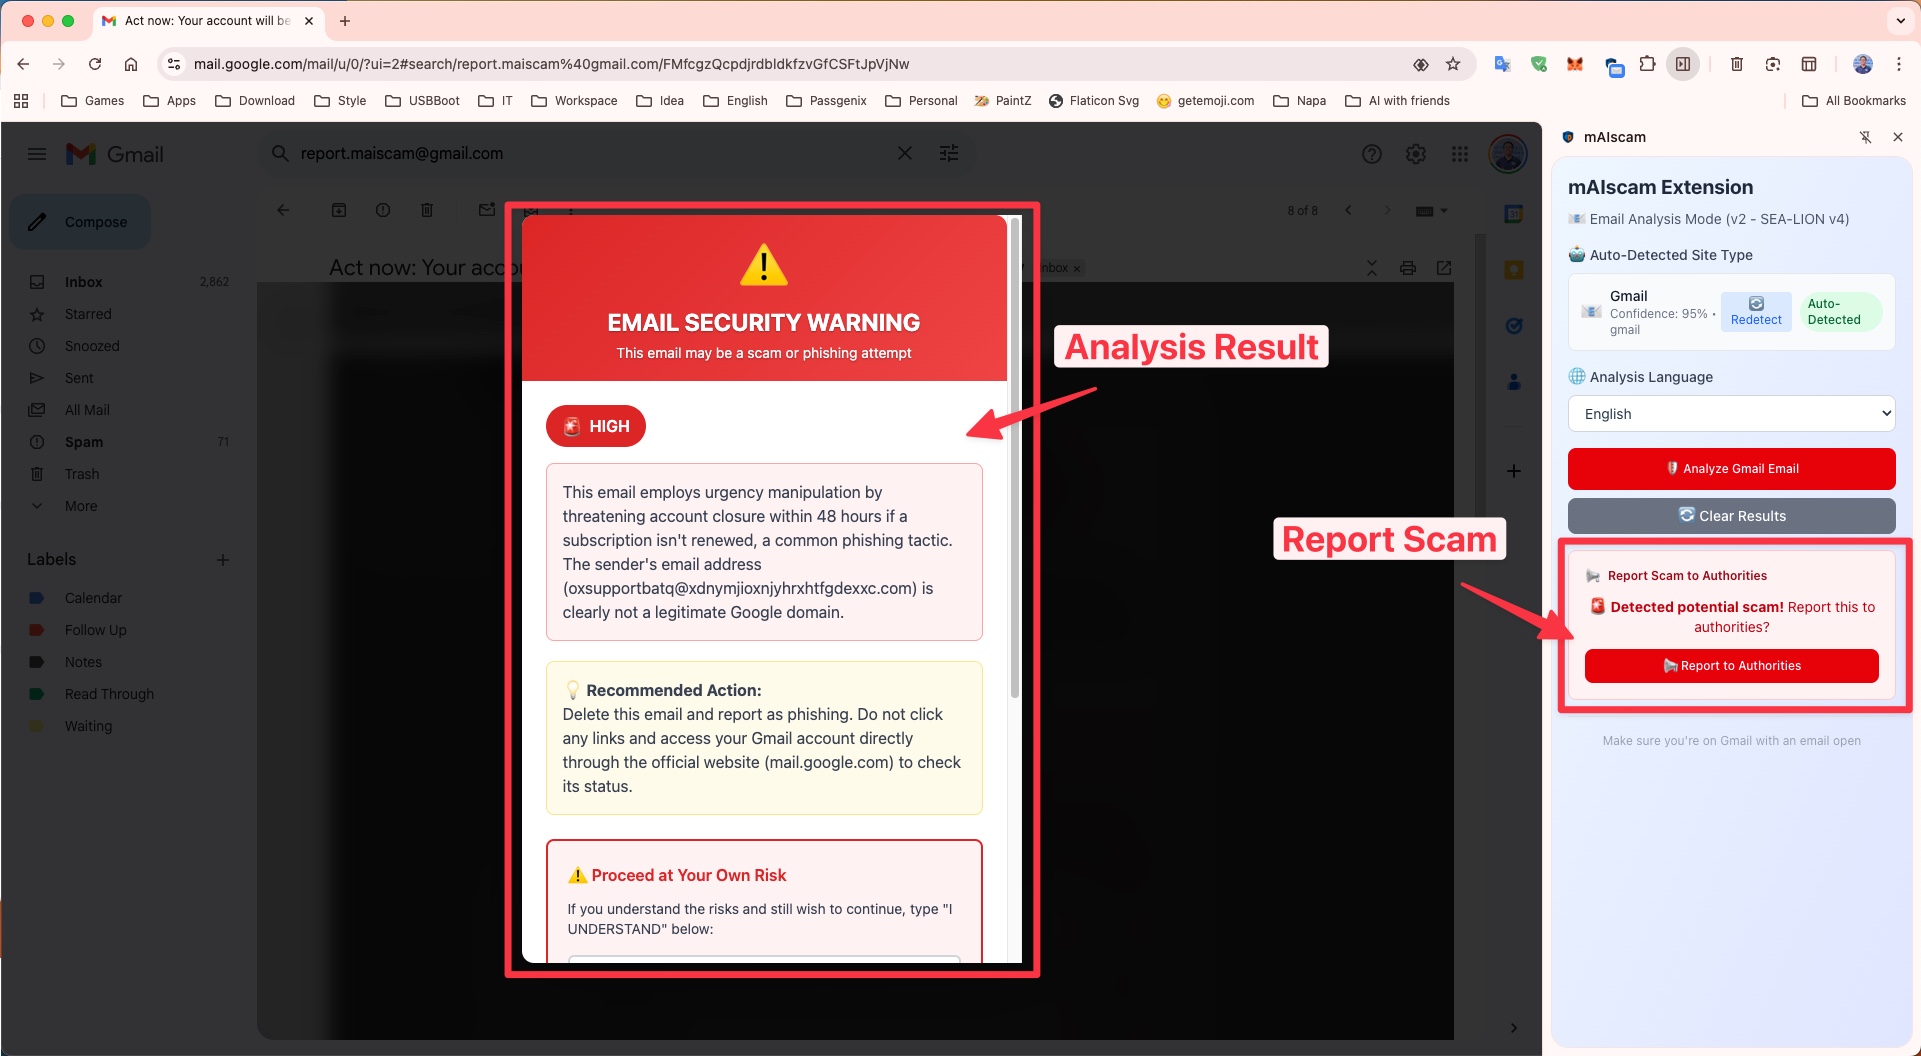 Act now: Your account will be
mail.google.com/mail/u/0/?ui=2#search/report.maiscam%40gmail.com/FMfcgzQcpdjrdbldkfzvGfCSFtJpVjNw
Games
Apps
Download
Style
USBBoot
IT
Workspace
Idea
English
Passgenix
Personal
PaintZ
Flaticon Svg
getemoji.com
Napa
AI with friends
All Bookmarks
Gmail
report.maiscam@gmail.com
Compose
Inbox 2,862
Starred
Snoozed
Sent
All Mail
Spam 71
Trash
More
Labels
Calendar
Follow Up
Notes
Read Through
Waiting
8 of 8
Act now: Your
EMAIL SECURITY WARNING
This email may be a scam or phishing attempt
HIGH
This email employs urgency manipulation by
threatening account closure within 48 hours if a
subscription isn't renewed, a common phishing tactic.
The sender's email address
(oxsupportbatq@xdnymjioxnjyhrxhtfgdexxc.com) is
clearly not a legitimate Google domain.
Recommended Action:
Delete this email and report as phishing. Do not click
any links and access your Gmail account directly
through the official website (mail.google.com) to check
its status.
Proceed at Your Own Risk
If you understand the risks and still wish to continue, type "I
UNDERSTAND" below:
Analysis Result
Report Scam
mAIscam
mAIscam Extension
Email Analysis Mode (v2 - SEA-LION v4)
Auto-Detected Site Type
Gmail
Confidence: 95% •
gmail
Redetect
Auto-
Detected
Analysis Language
English
Analyze Gmail Email
Clear Results
Report Scam to Authorities
Detected potential scam! Report this to
authorities?
Report to Authorities
Make sure you're on Gmail with an email open